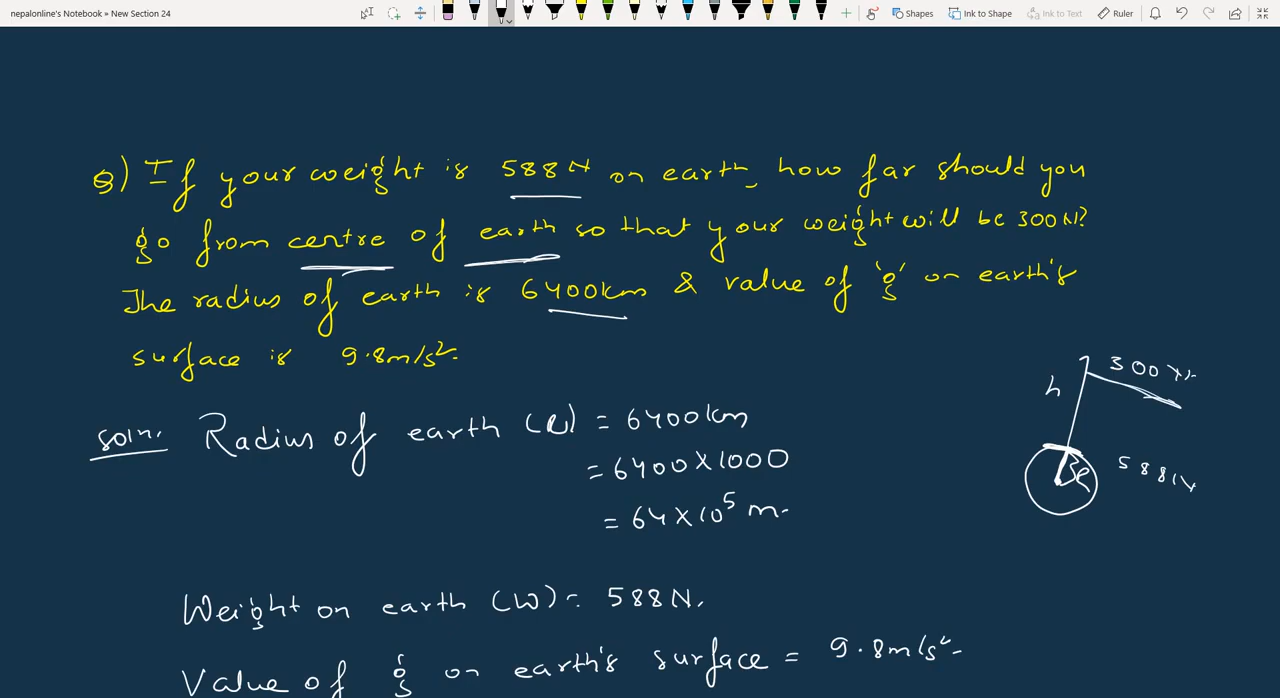 nepalonline's Notebook » New Section 24
Shapes Ink to Shape Ink to Text Ruler
Q) If your weight is 588N on earth, how far should you
go from centre of earth so that your weight will be 300N?
The radius of earth is 6400km & value of 'g' on earth's
surface is 9.8m/s².
soln. Radius of earth (R) = 6400km
= 6400×1000
= 64×10⁵ m.
h 300N
R 588N
Weight on earth (W) = 588N.
Value of g on earth's surface = 9.8m/s².